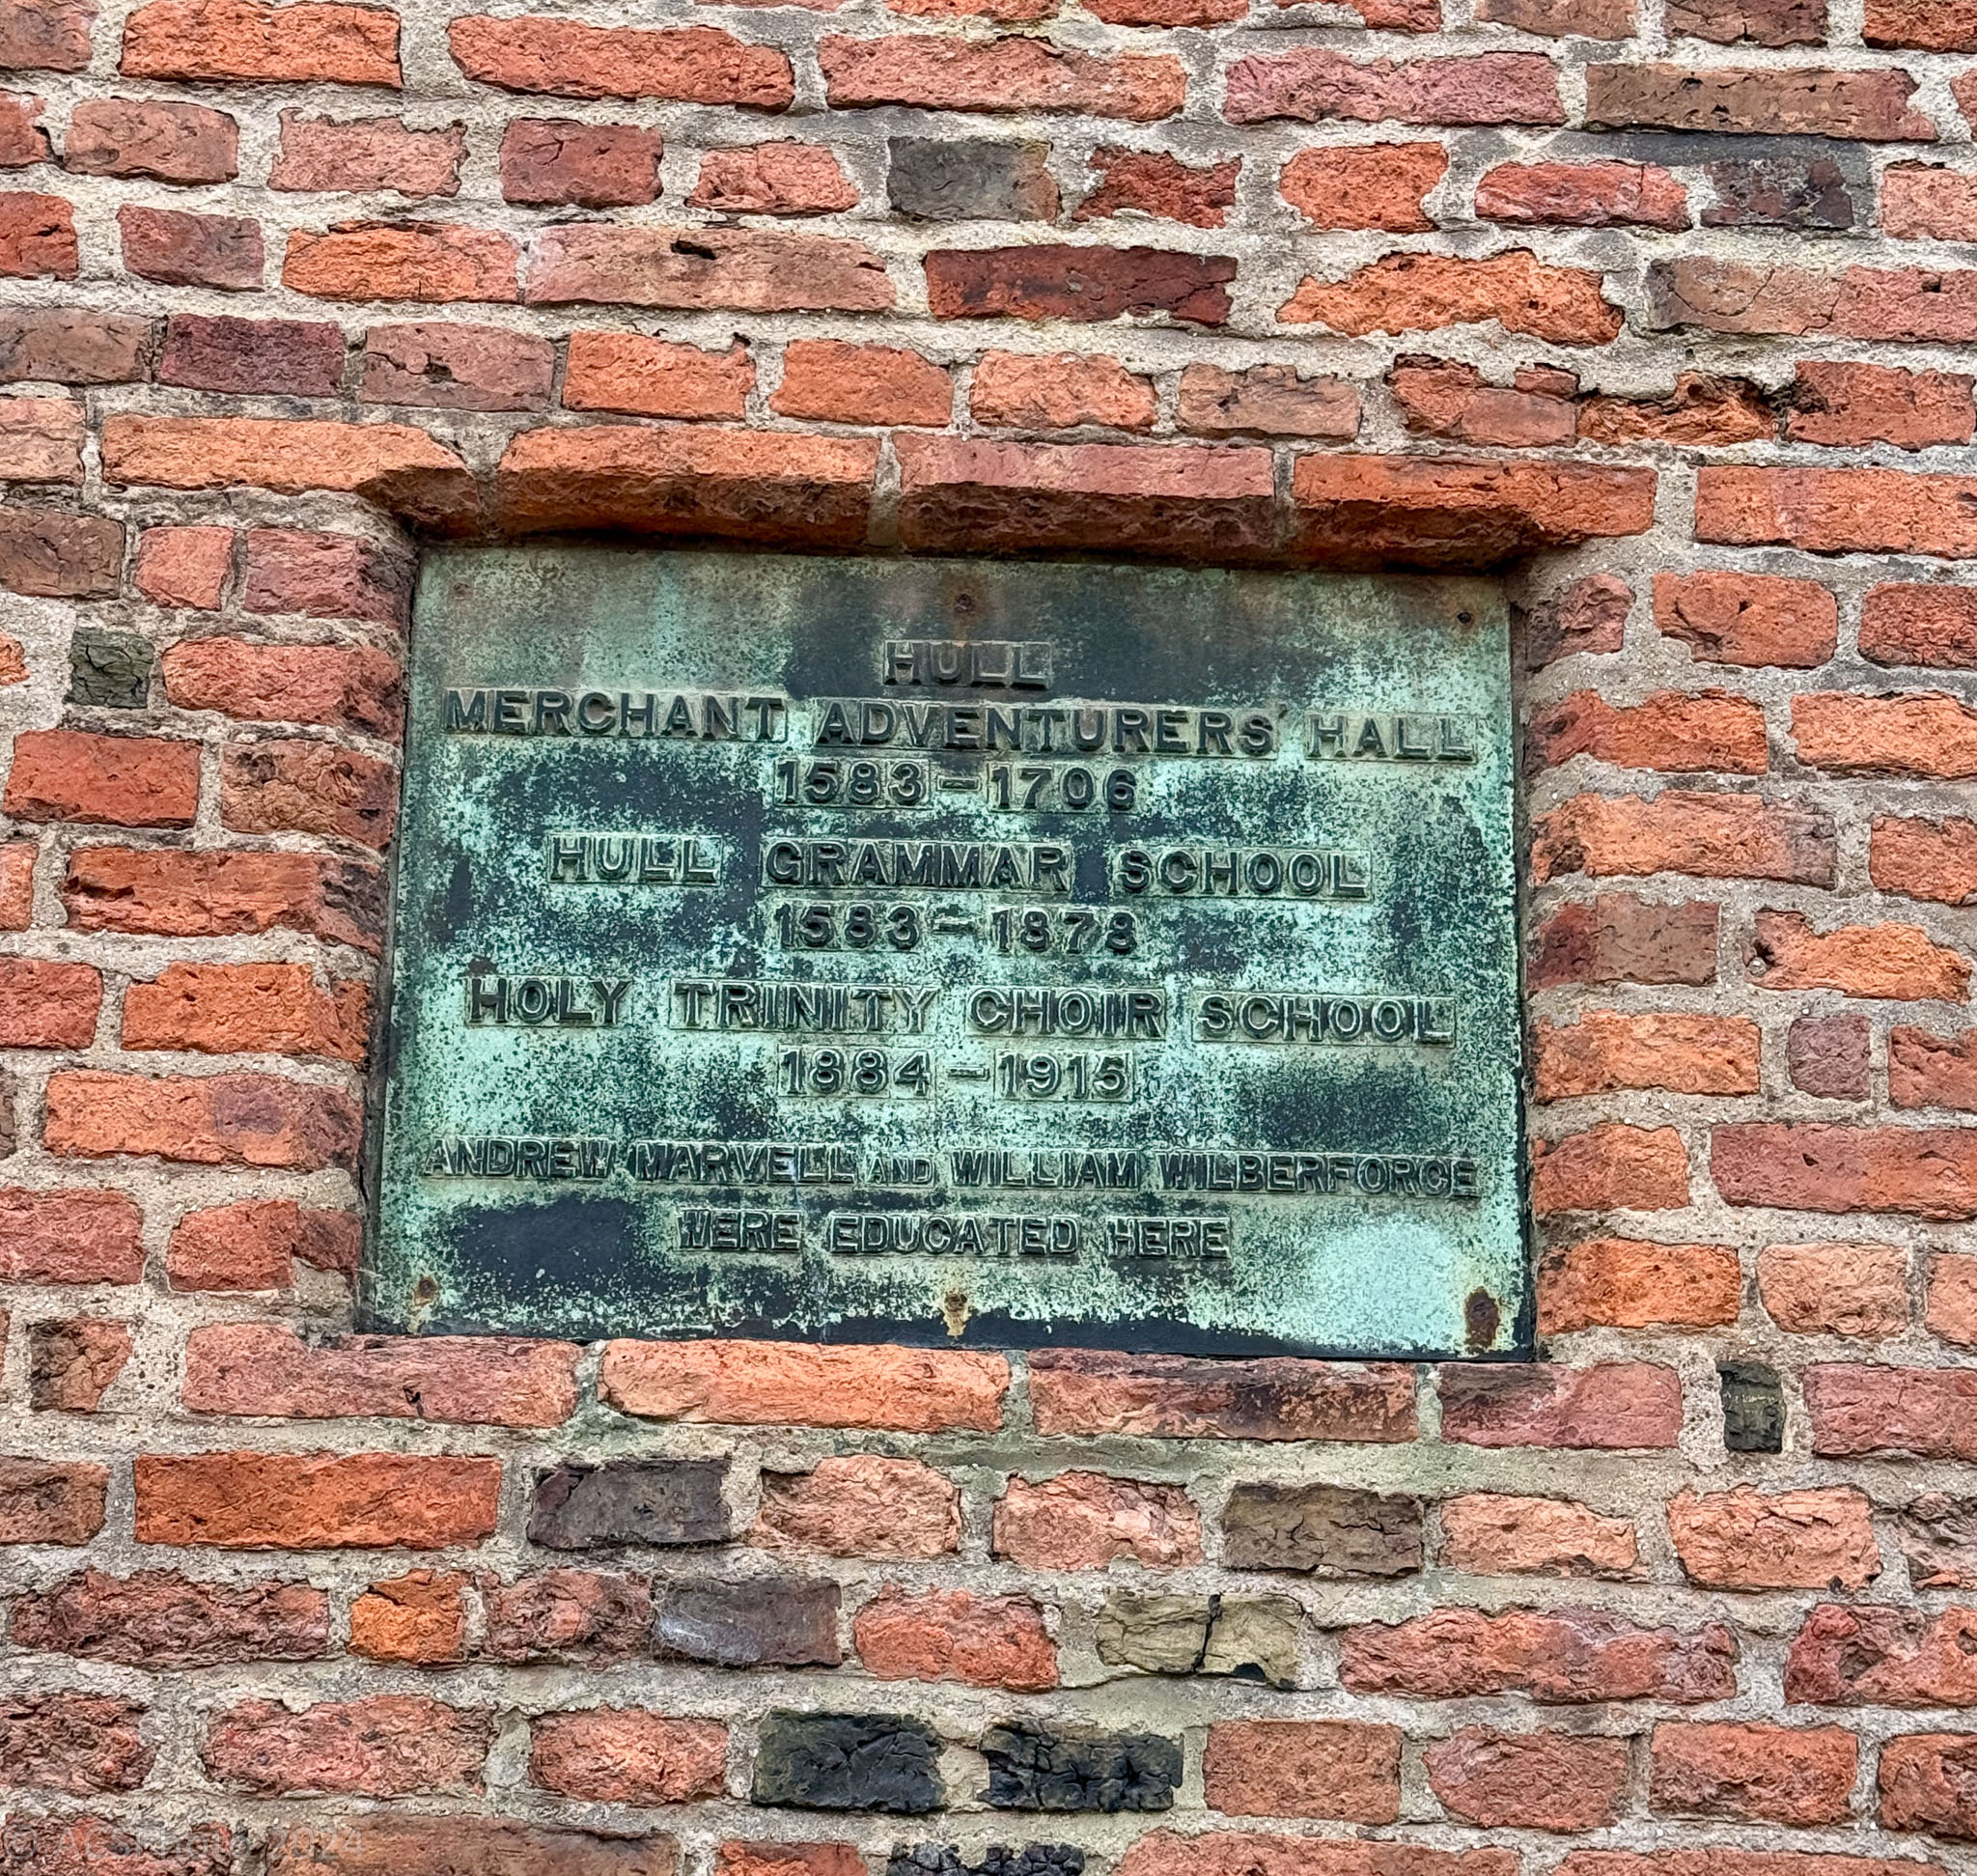 HULL
MERCHANT ADVENTURERS' HALL
1583-1706
HULL GRAMMAR SCHOOL
1583-1878
HOLY TRINITY CHOIR SCHOOL
1884-1915
ANDREW MARVELL AND WILLIAM WILBERFORCE
WERE EDUCATED HERE
2024